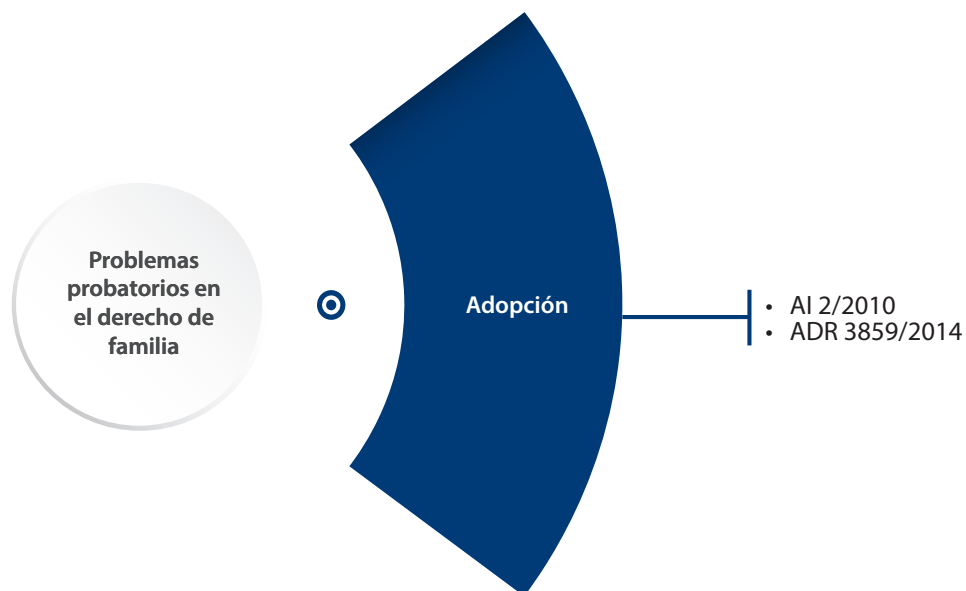 Problemas
probatorios en
el derecho de
familia
Adopción
• AI 2/2010
• ADR 3859/2014